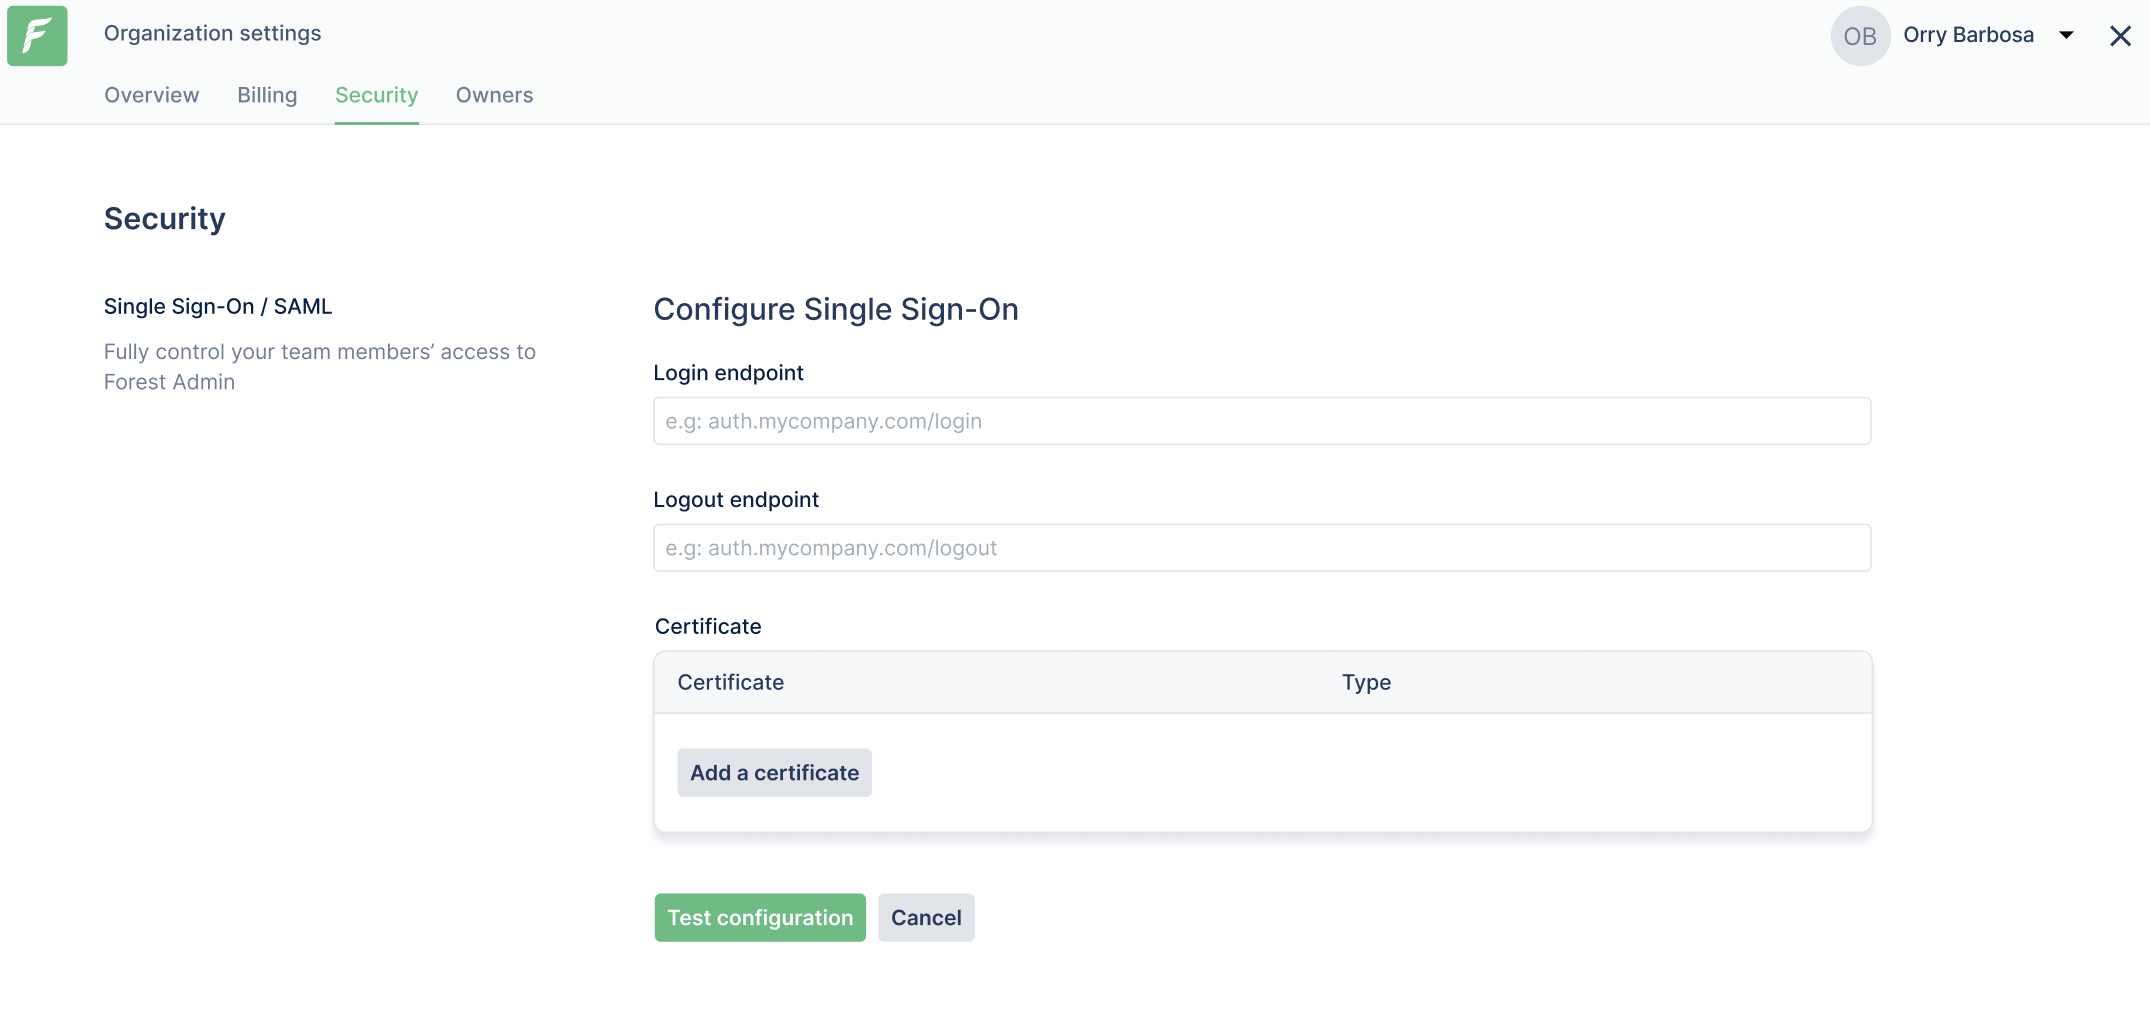 Organization settings
OB Orry Barbosa
Overview Billing Security Owners
Security
Single Sign-On / SAML
Fully control your team members’ access to
Forest Admin
Configure Single Sign-On
Login endpoint
e.g: auth.mycompany.com/login
Logout endpoint
e.g: auth.mycompany.com/logout
Certificate
Certificate Type
Add a certificate
Test configuration Cancel